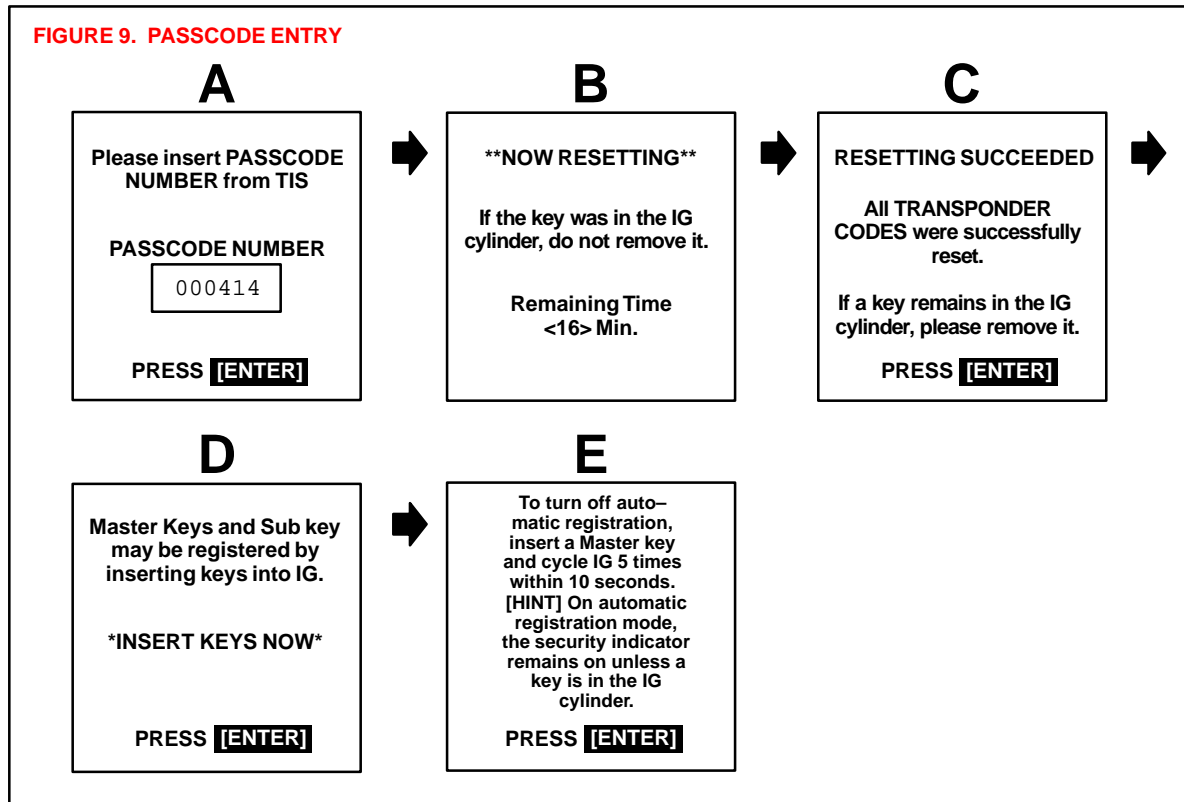 FIGURE 9. PASSCODE ENTRY
A
Please insert PASSCODE
NUMBER from TIS
PASSCODE NUMBER
000414
PRESS [ENTER]
B
**NOW RESETTING**
If the key was in the IG
cylinder, do not remove it.
Remaining Time
<16> Min.
C
RESETTING SUCCEEDED
All TRANSPONDER
CODES were successfully
reset.
If a key remains in the IG
cylinder, please remove it.
PRESS [ENTER]
D
Master Keys and Sub key
may be registered by
inserting keys into IG.
*INSERT KEYS NOW*
PRESS [ENTER]
E
To turn off auto–
matic registration,
insert a Master key
and cycle IG 5 times
within 10 seconds.
[HINT] On automatic
registration mode,
the security indicator
remains on unless a
key is in the IG
cylinder.
PRESS [ENTER]